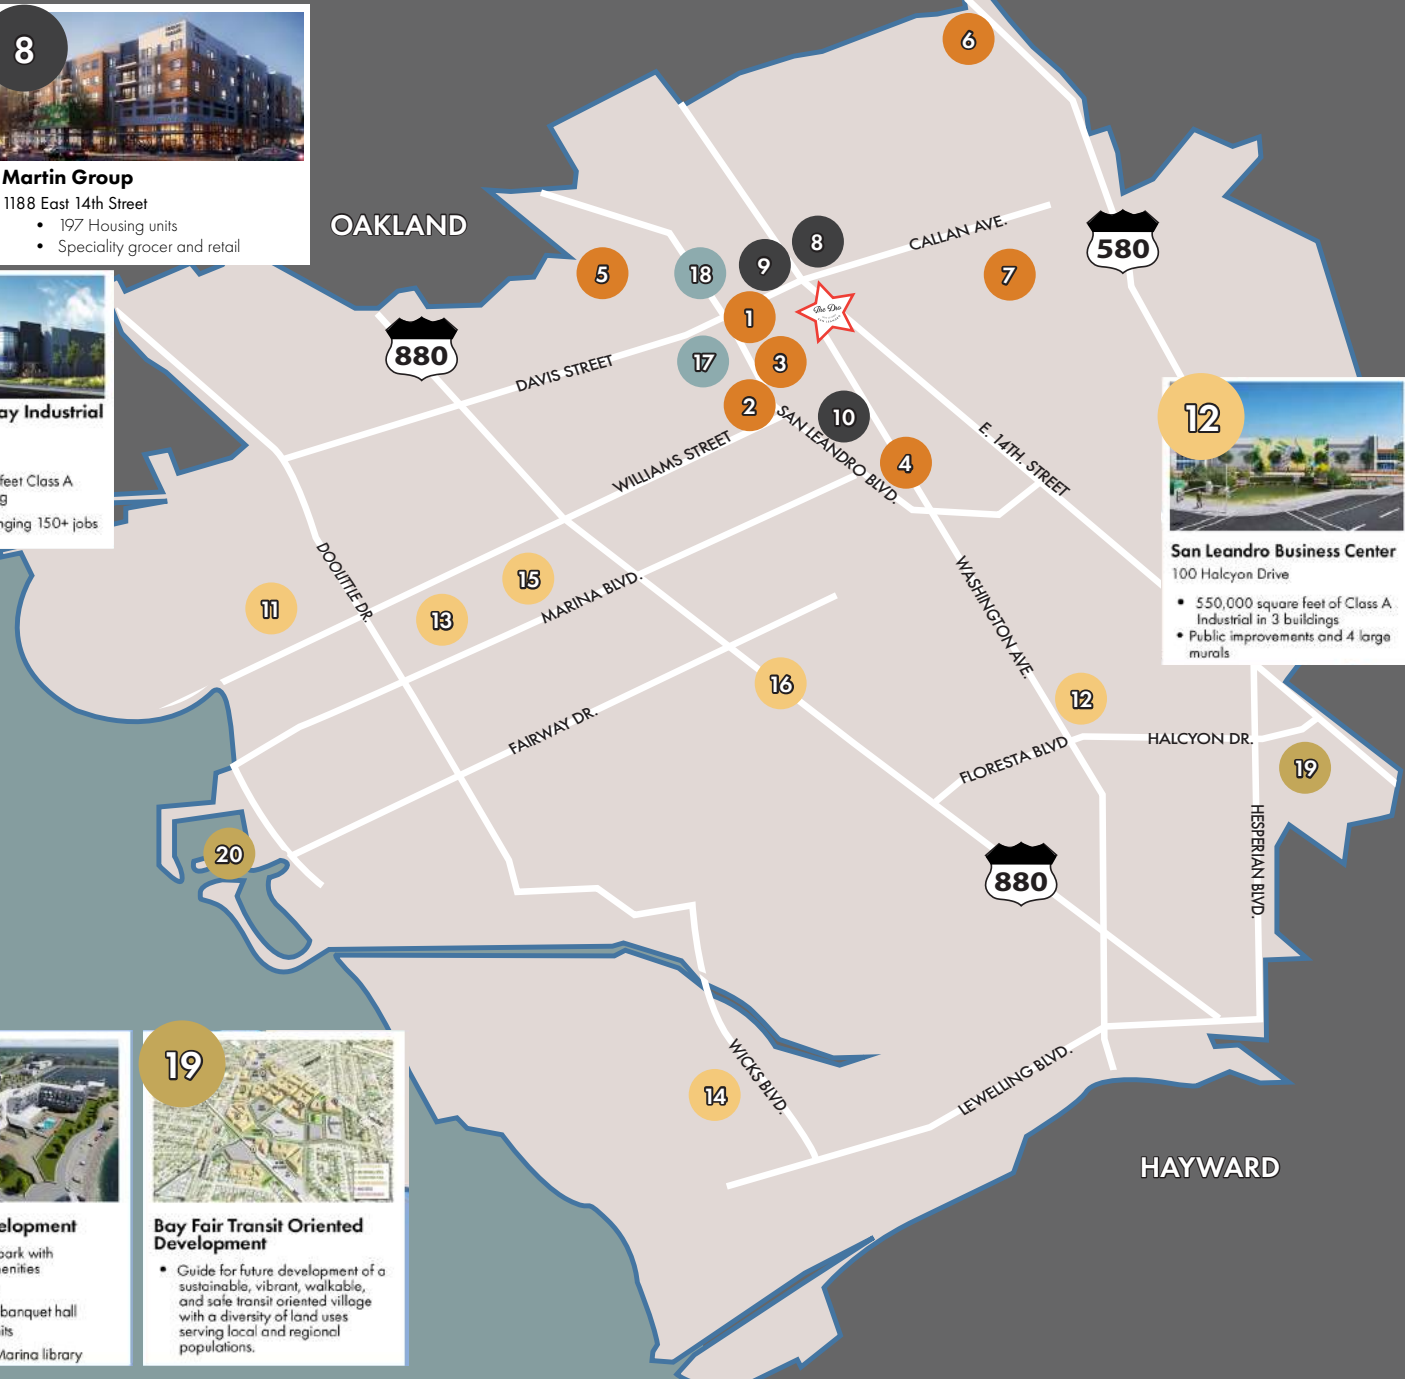 8
Martin Group
1188 East 14th Street
• 197 Housing units
• Speciality grocer and retail
ay Industrial
feet Class A
g
nging 150+ jobs
OAKLAND
HAYWARD
6
8
9
CALLAN AVE.
580
5
18
7
1
The Dro
880
17
3
DAVIS STREET
2
10
SAN LEANDRO BLVD.
WILLIAMS STREET
4
E. 14TH. STREET
12
San Leandro Business Center
100 Halcyon Drive
• 550,000 square feet of Class A
Industrial in 3 buildings
• Public improvements and 4 large
murals
DOOLITTLE DR.
15
11
13
MARINA BLVD.
WASHINGTON AVE.
16
12
FAIRWAY DR.
FLORESTA BLVD
HALCYON DR.
19
HESPERIAN BLVD.
20
880
WICKS BLVD.
14
LEWELLING BLVD.
elopment
park with
enities
banquet hall
its
Marina library
19
Bay Fair Transit Oriented
Development
• Guide for future development of a
sustainable, vibrant, walkable,
and safe transit oriented village
with a diversity of land uses
serving local and regional
populations.